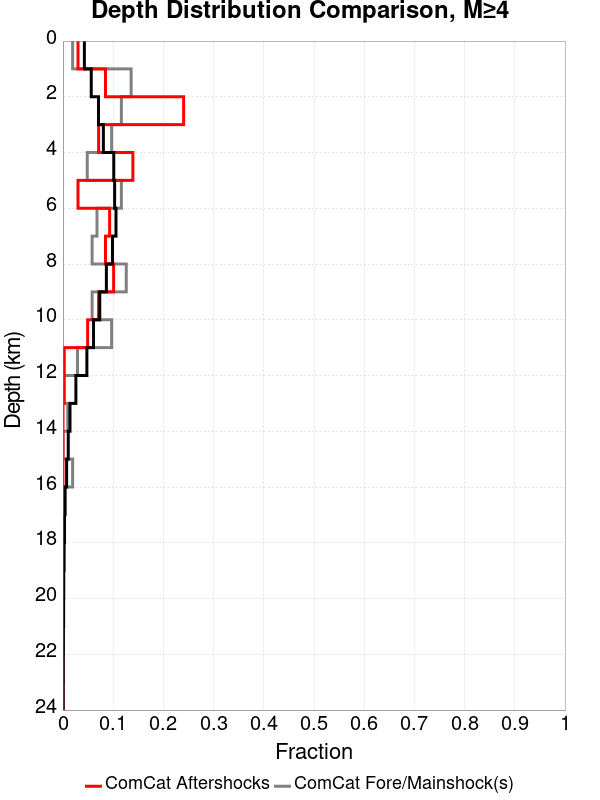 Depth Distribution Comparison, M≥4
0
2
4
6
8
10
12
14
16
18
20
22
24
Depth (km)
0 0.1 0.2 0.3 0.4 0.5 0.6 0.7 0.8 0.9 1
Fraction
ComCat Aftershocks ComCat Fore/Mainshock(s)